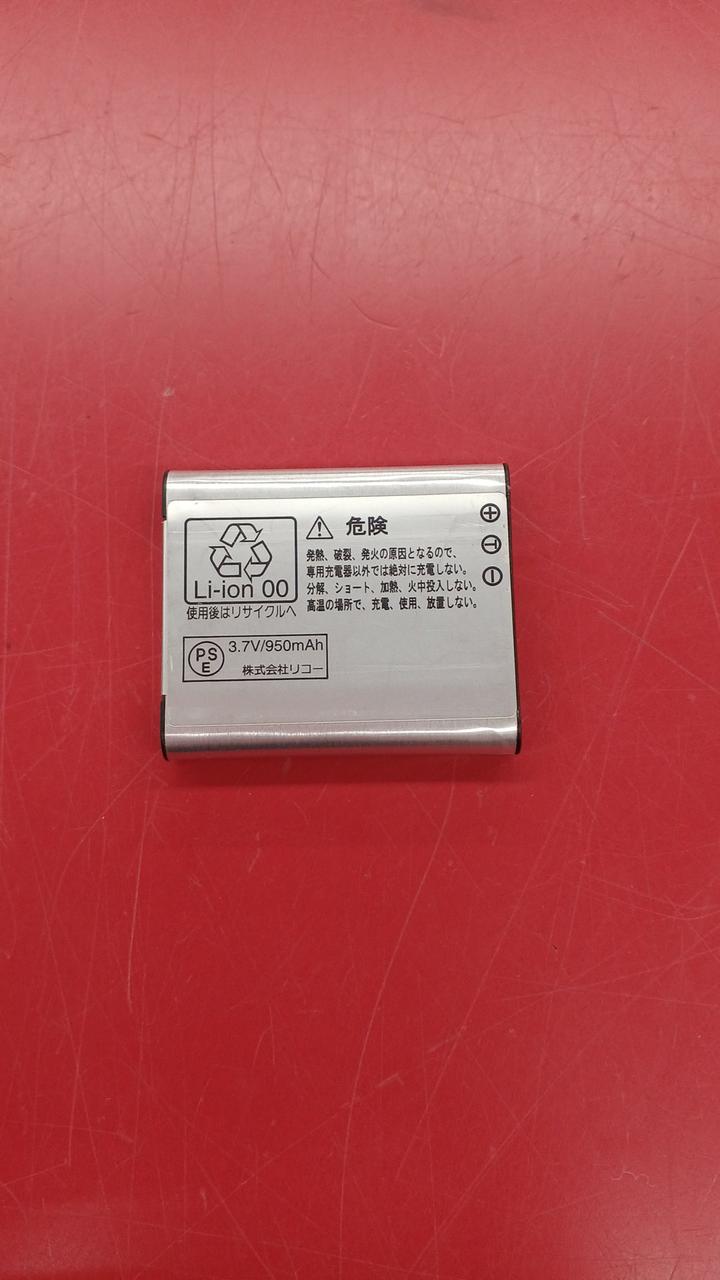 Li-ion 00
使用後はリサイクルへ
危険
発熱、破裂、発火の原因となるので、
専用充電器以外では絶対に充電しない。
分解、ショート、加熱、火中投入しない。
高温の場所で、充電、使用、放置しない。
PS
E
3.7V/950mAh
株式会社リコー
⊕
T
⊖